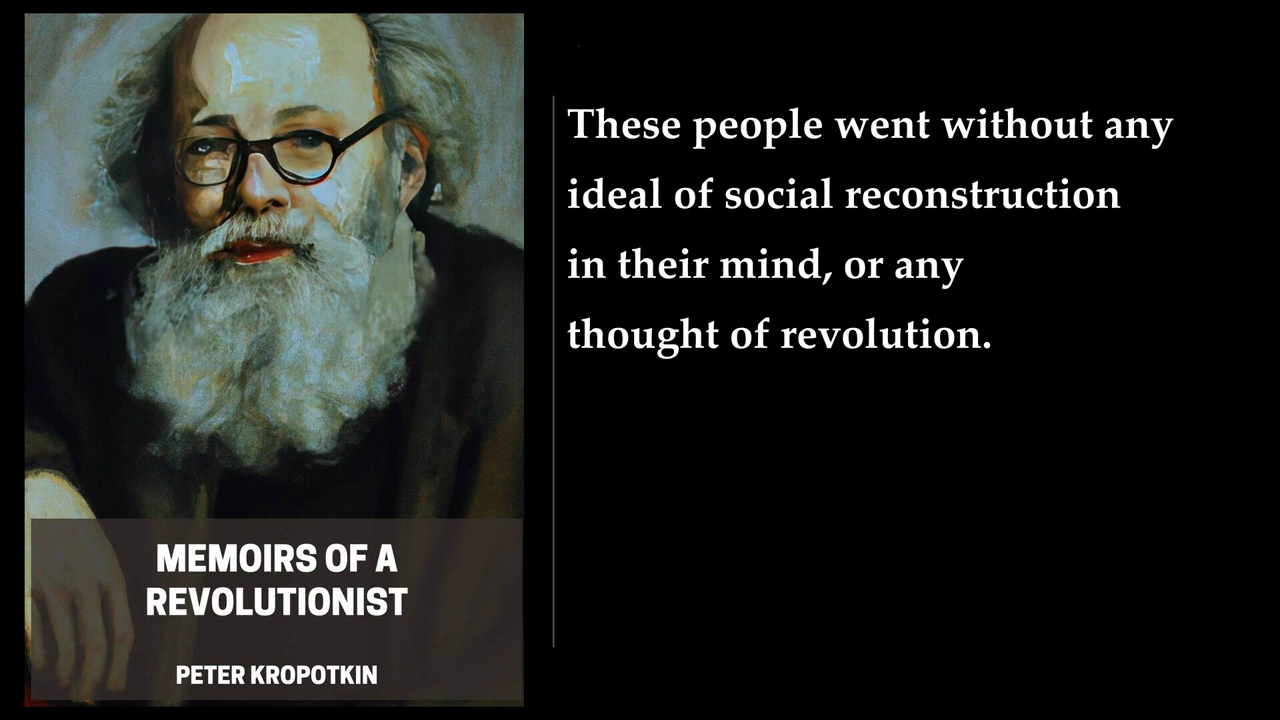 These people went without any
ideal of social reconstruction
in their mind, or any
thought of revolution.
MEMOIRS OF A
REVOLUTIONIST
PETER KROPOTKIN